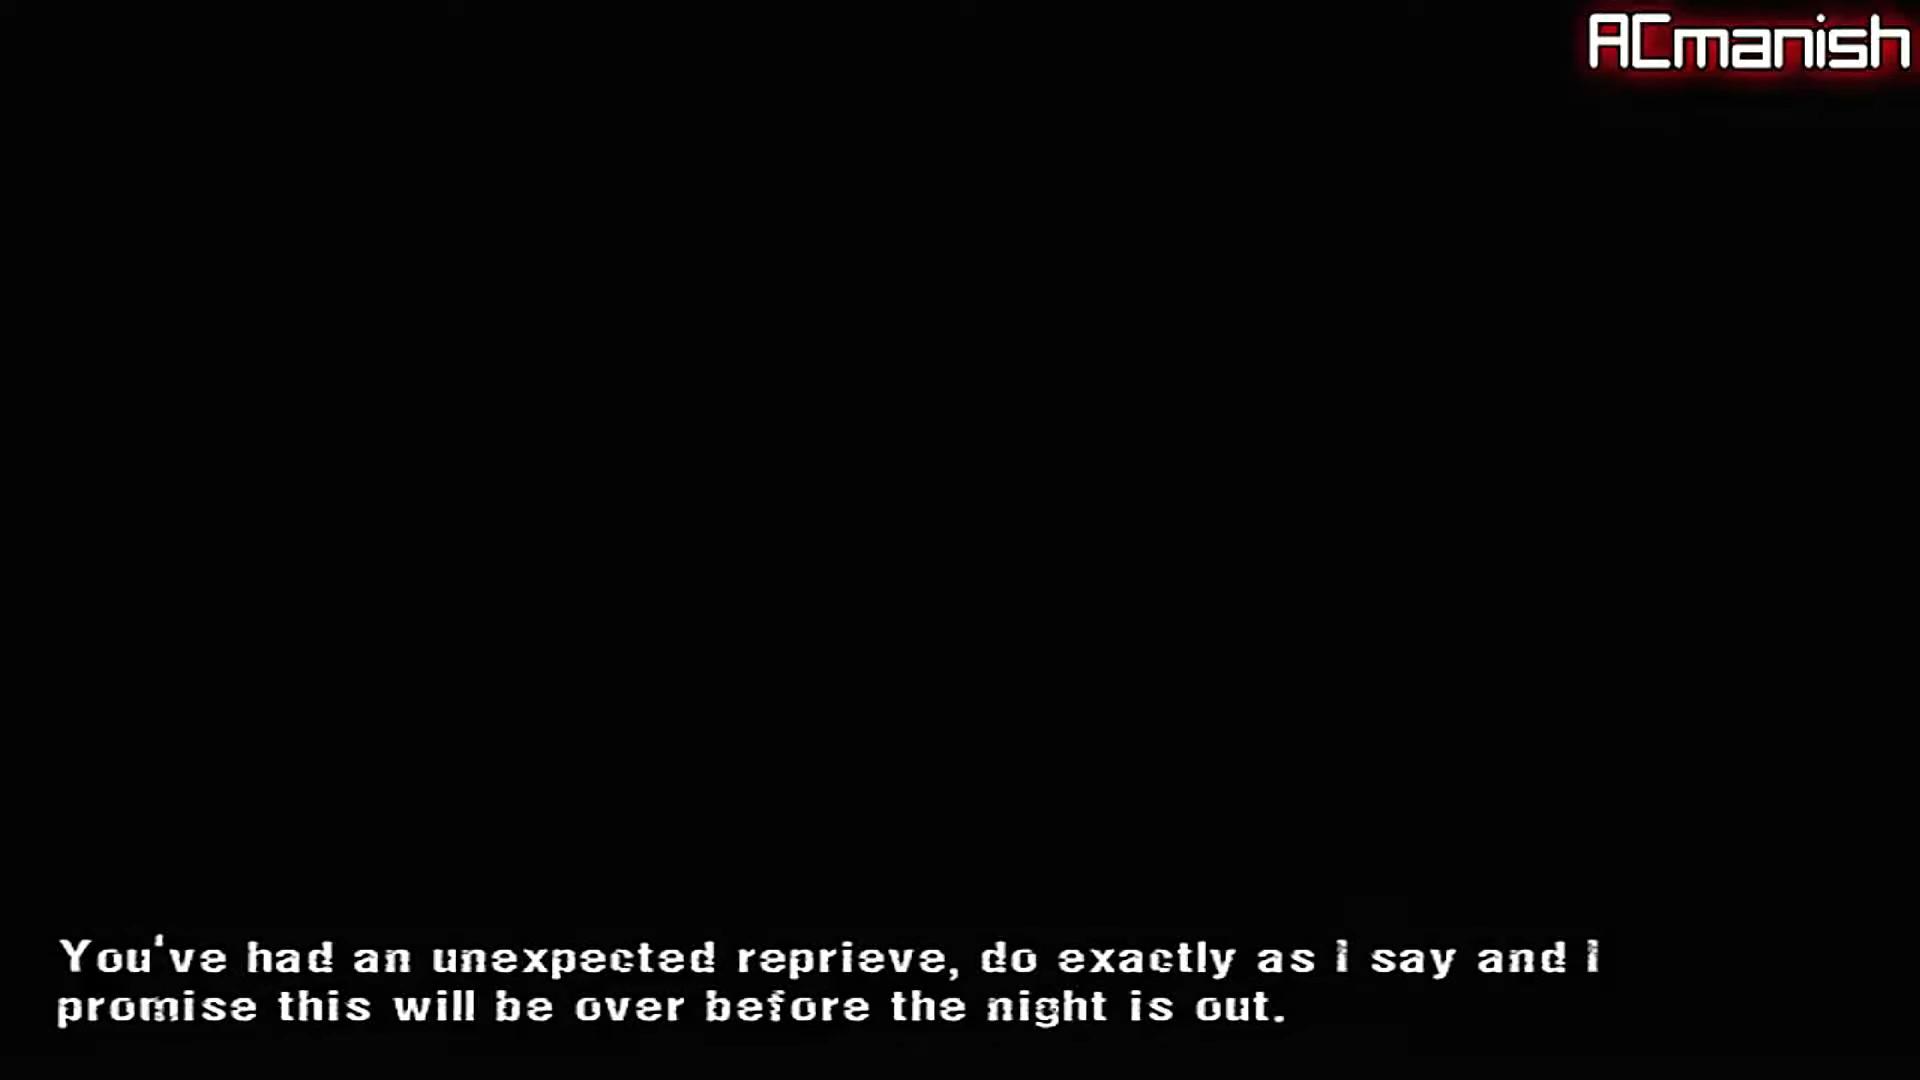 ACmanish
You've had an unexpected reprieve, do exactly as I say and I
promise this will be over before the night is out.